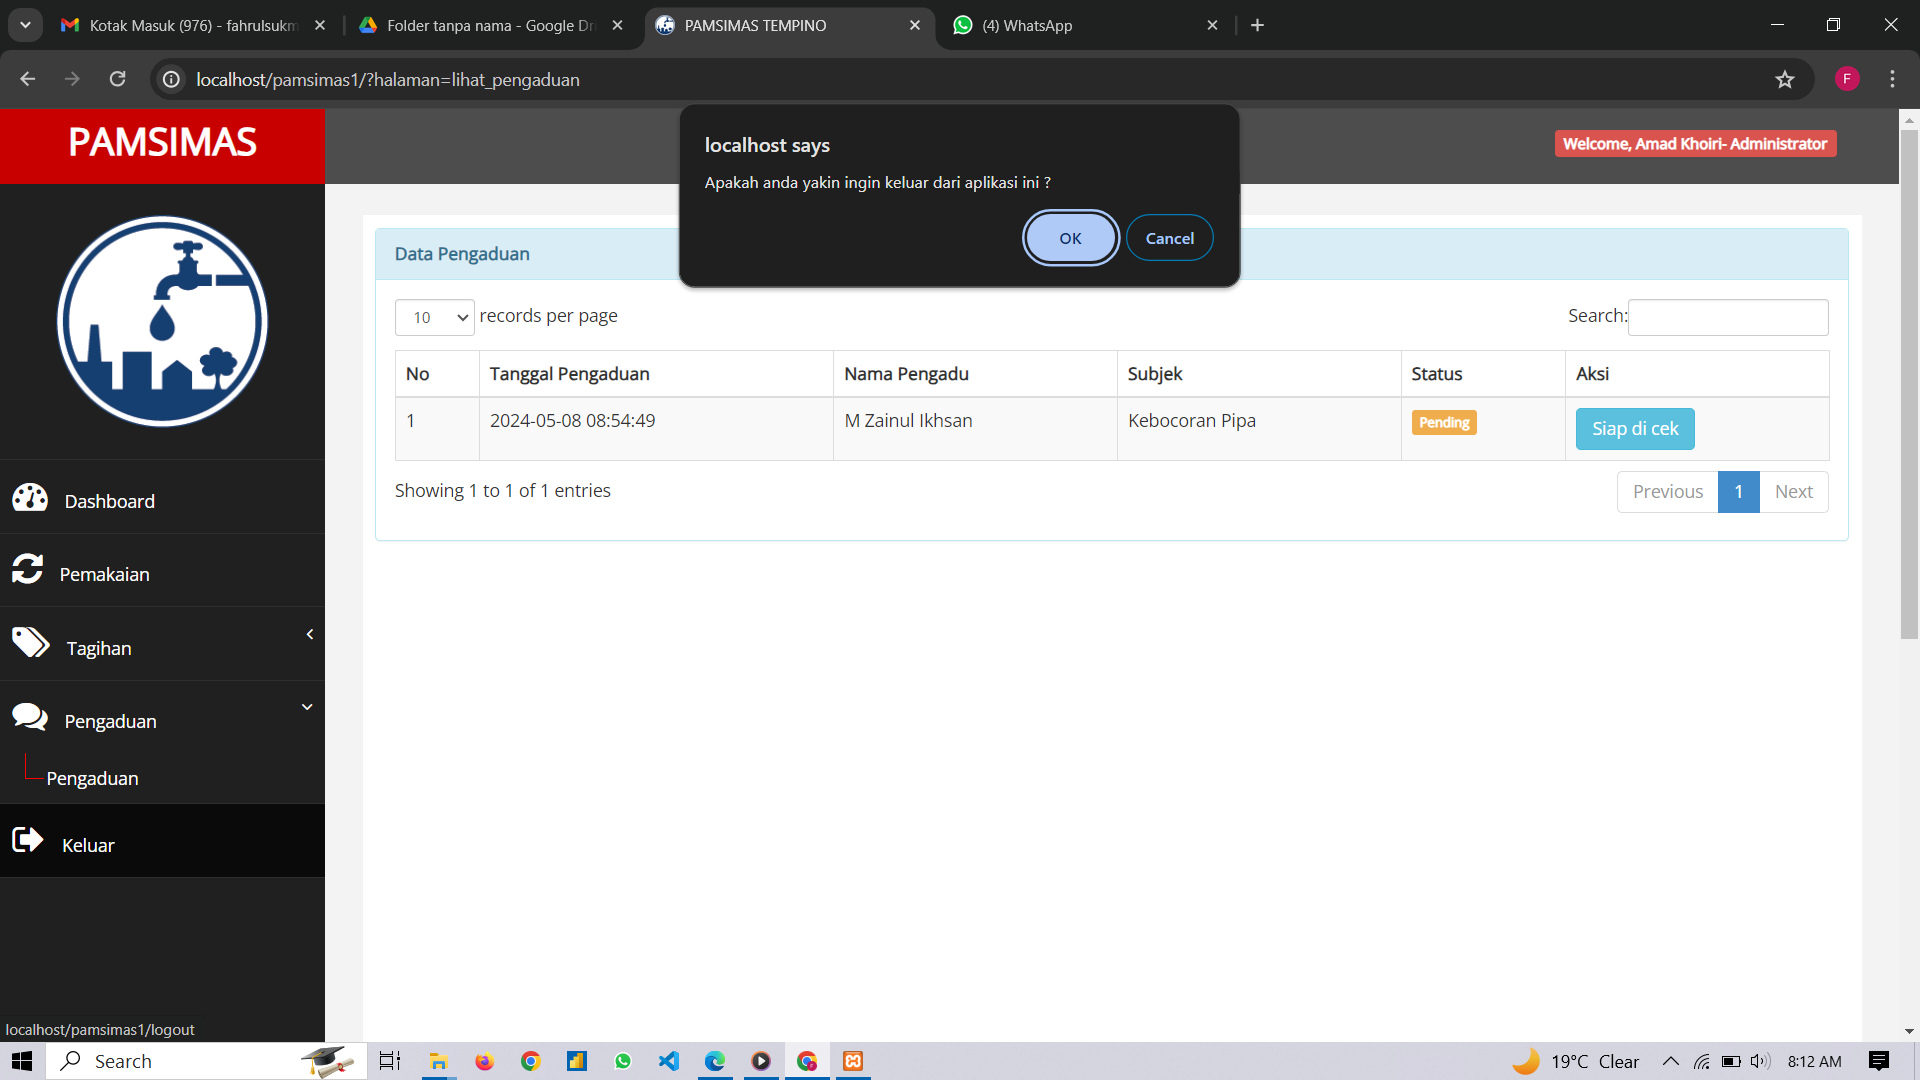 Kotak Masuk (976) - fahrulsukm
Folder tanpa nama - Google Dri
PAMSIMAS TEMPINO
(4) WhatsApp
localhost/pamsimas1/?halaman=lihat_pengaduan
F
PAMSIMAS
Welcome, Amad Khoiri- Administrator
localhost says
Apakah anda yakin ingin keluar dari aplikasi ini ?
OK
Cancel
Data Pengaduan
10 records per page
Search:
No Tanggal Pengaduan Nama Pengadu Subjek Status Aksi
1 2024-05-08 08:54:49 M Zainul Ikhsan Kebocoran Pipa Pending Siap di cek
Showing 1 to 1 of 1 entries
Previous 1 Next
Dashboard
Pemakaian
Tagihan
Pengaduan
Pengaduan
Keluar
localhost/pamsimas1/logout
Search
19°C Clear
8:12 AM